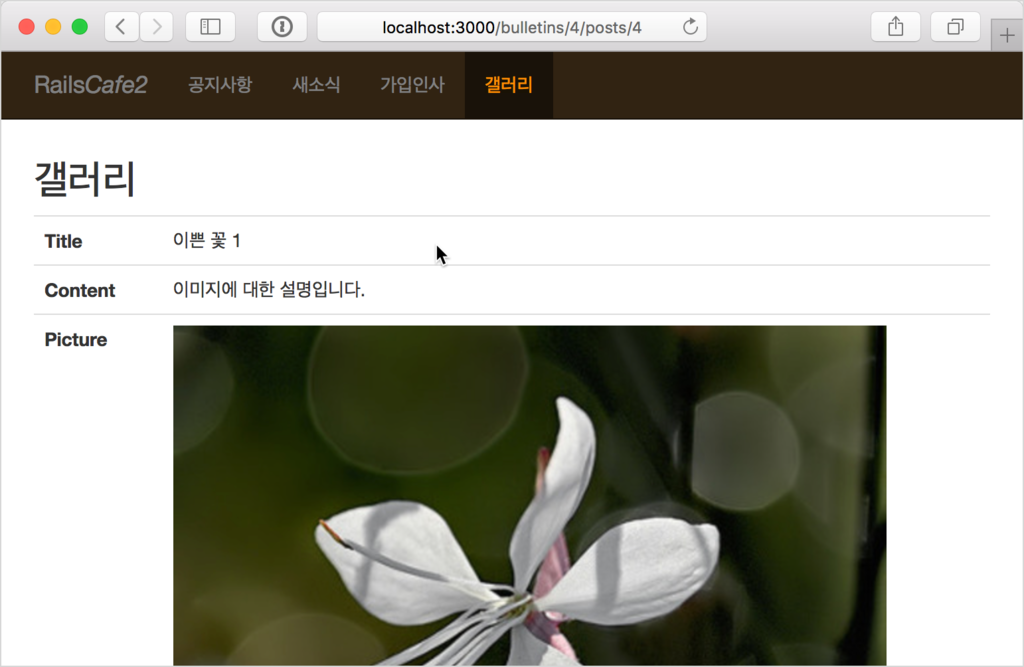 localhost:3000/bulletins/4/posts/4
RailsCafe2 공지사항 새소식 가입인사 갤러리
갤러리
Title 이쁜 꽃 1
Content 이미지에 대한 설명입니다.
Picture